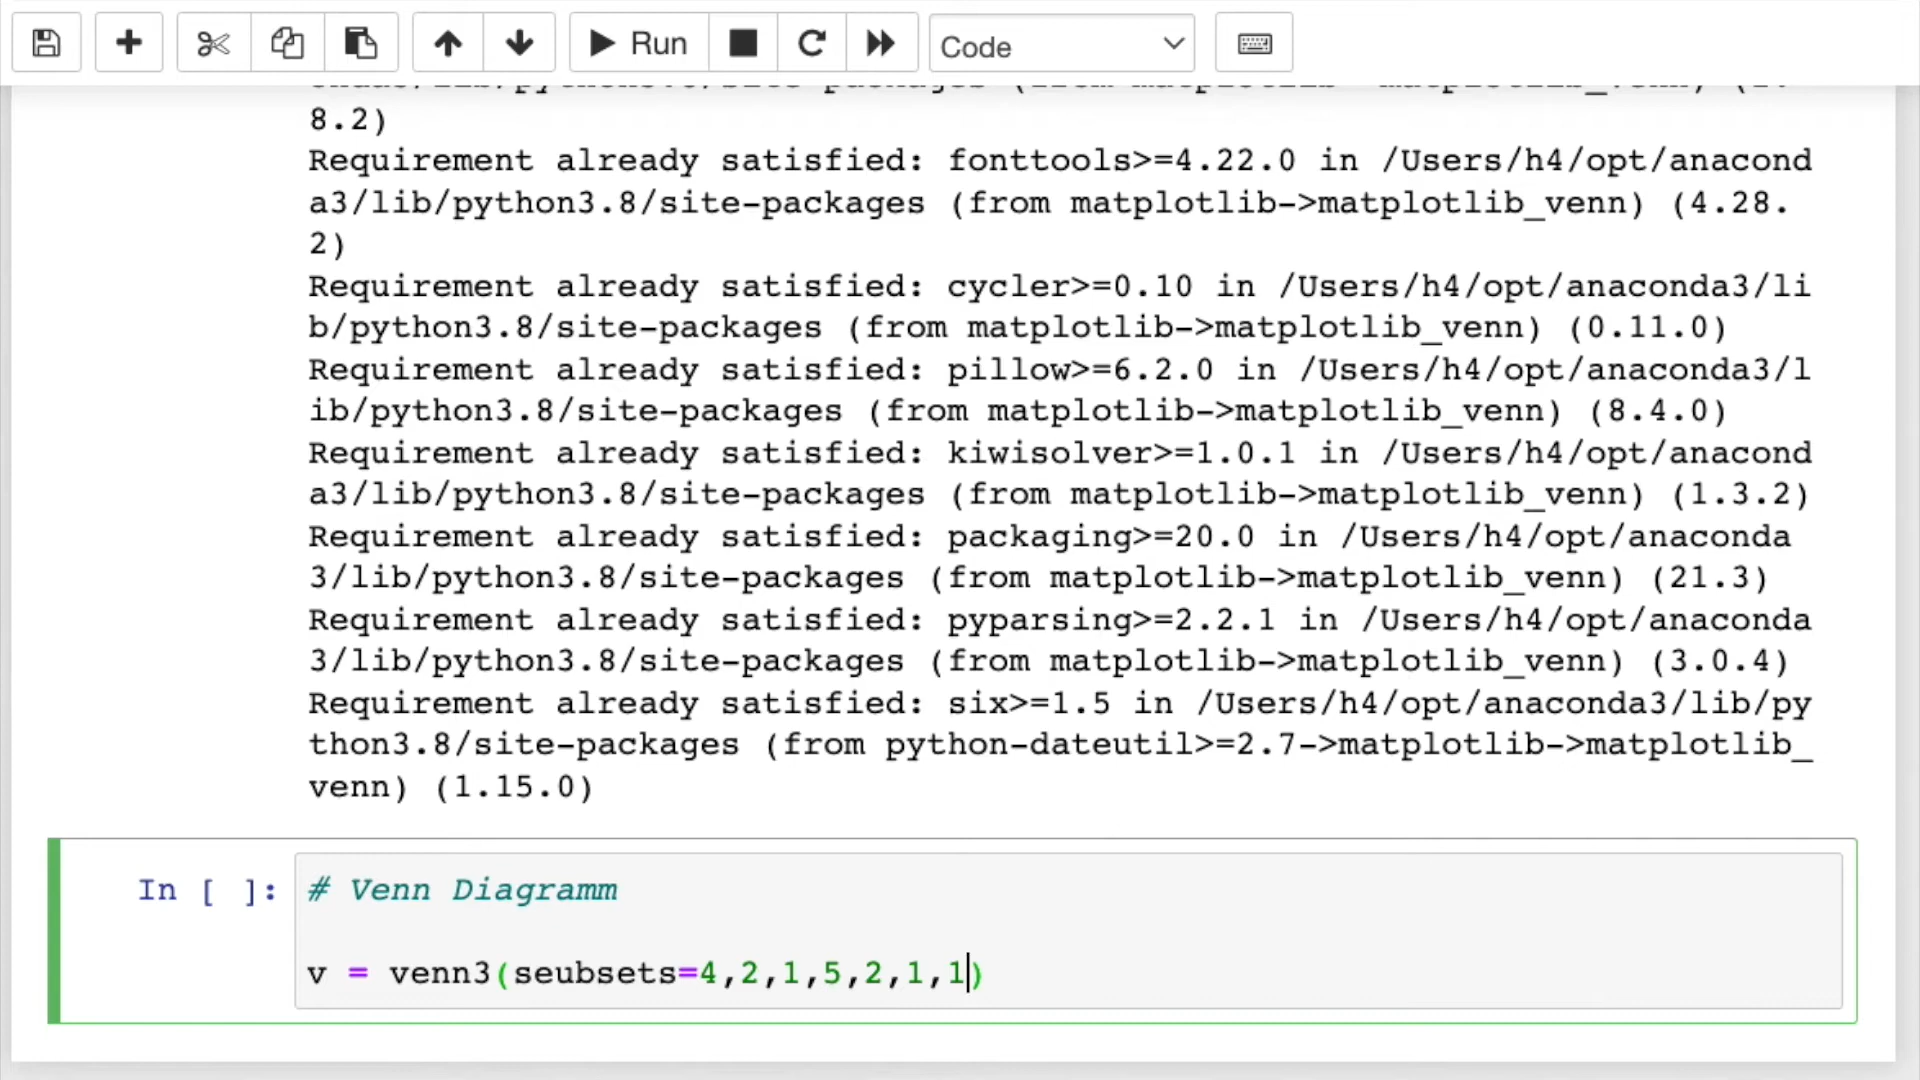 Run
Code
8.2)
Requirement already satisfied: fonttools>=4.22.0 in /Users/h4/opt/anacond
a3/lib/python3.8/site-packages (from matplotlib->matplotlib_venn) (4.28.
2)
Requirement already satisfied: cycler>=0.10 in /Users/h4/opt/anaconda3/li
b/python3.8/site-packages (from matplotlib->matplotlib_venn) (0.11.0)
Requirement already satisfied: pillow>=6.2.0 in /Users/h4/opt/anaconda3/l
ib/python3.8/site-packages (from matplotlib->matplotlib_venn) (8.4.0)
Requirement already satisfied: kiwisolver>=1.0.1 in /Users/h4/opt/anacond
a3/lib/python3.8/site-packages (from matplotlib->matplotlib_venn) (1.3.2)
Requirement already satisfied: packaging>=20.0 in /Users/h4/opt/anaconda
3/lib/python3.8/site-packages (from matplotlib->matplotlib_venn) (21.3)
Requirement already satisfied: pyparsing>=2.2.1 in /Users/h4/opt/anaconda
3/lib/python3.8/site-packages (from matplotlib->matplotlib_venn) (3.0.4)
Requirement already satisfied: six>=1.5 in /Users/h4/opt/anaconda3/lib/py
thon3.8/site-packages (from python-dateutil>=2.7->matplotlib->matplotlib_
venn) (1.15.0)
In [ ]: # Venn Diagramm
v = venn3(seubsets=4,2,1,5,2,1,1)